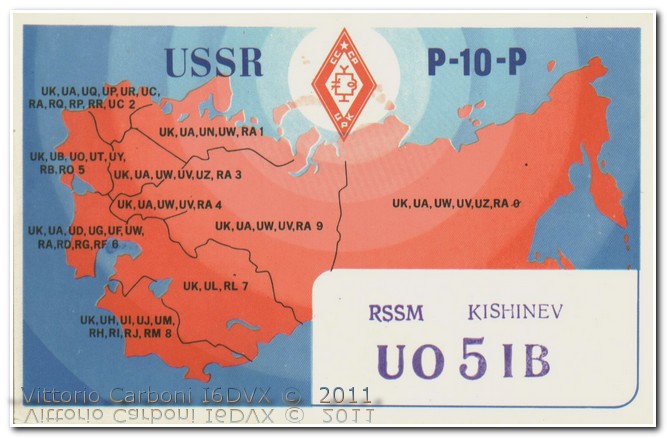 USSR
P-10-P
СС СР
СРК
UK, UA, UQ, UP, UR, UC,
RA, RQ, RP, RR, UC 2
UK, UA, UN, UW, RA 1
UK, UB, UO, UT, UY,
RB, RO 5
UK, UA, UW, UV, UZ, RA 3
UK, UA, UW, UV, RA 4
UK, UA, UW, UV, RA 9
UK, UA, UW, UV, UZ, RA 0
UK, UA, UD, UG, UF, UW,
RA, RD, RG, RF 6
UK, UL, RL 7
UK, UH, UI, UJ, UM,
RH, RI, RJ, RM 8
RSSM KISHINEV
UO5IB
Vittorio Carboni I6DVX © 2011